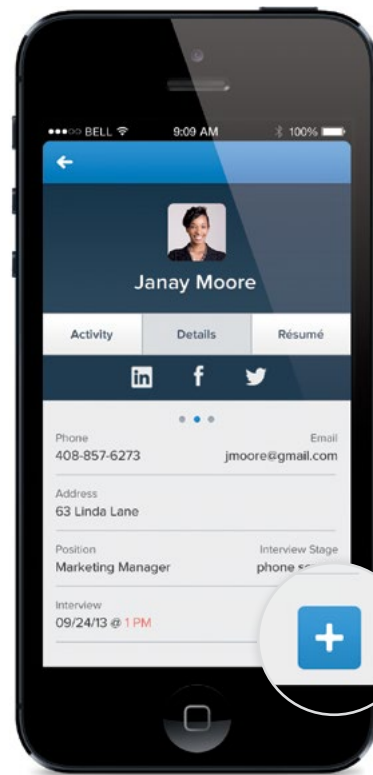 BELL 9:09 AM 100%
Janay Moore
Activity Details Résumé
in f
Phone Email
408-857-6273 jmoore@gmail.com
Address
63 Linda Lane
Position Interview Stage
Marketing Manager phone
Interview
09/24/13 @ 1 PM